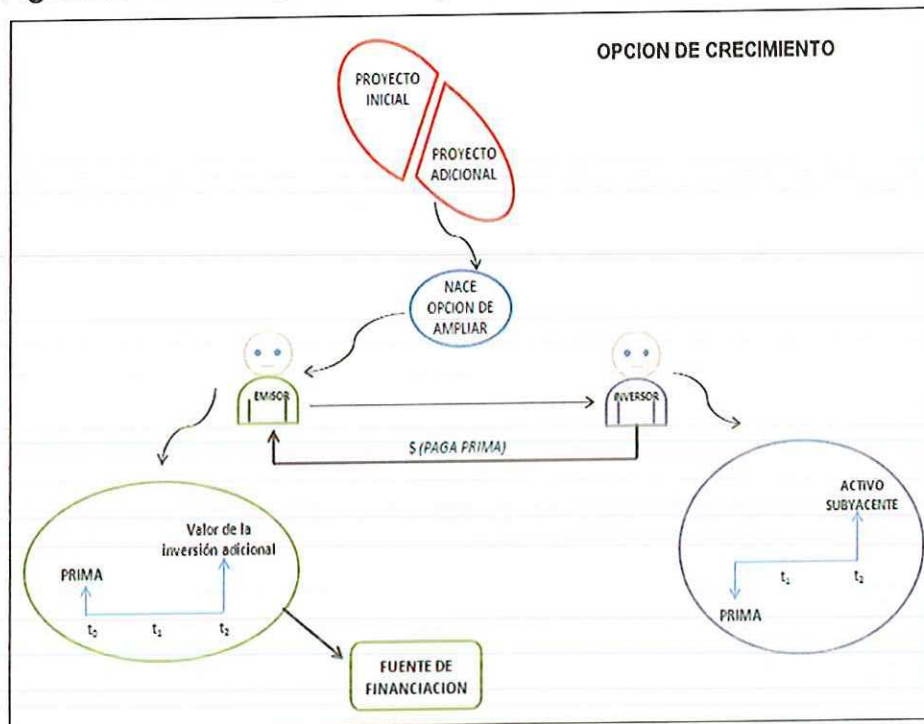 OPCION DE CRECIMIENTO
PROYECTO
INICIAL
PROYECTO
ADICIONAL
NACE
OPCION DE
AMPLIAR
EMISOR
INVERSOR
$ (PAGA PRIMA)
Valor de la
inversión adicional
PRIMA
t₀ t₁ t₂
ACTIVO
SUBYACENTE
t₁ t₂
PRIMA
FUENTE DE
FINANCIACION